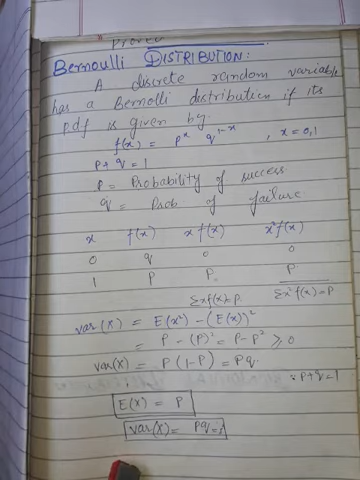 Proved
Bernoulli DISTRIBUTION:
A discrete random variable
has a Bernolli distribution if its
pdf is given by.
f(x) = p^x q^(1-x) , x = 0,1
P+q = 1
P = Probability of success
q = Prob of failure.
x f(x) x f(x) x²f(x)
0 q 0 0
1 P P. P
Σxf(x)=P. Σx²f(x)=P
var(X) = E(x²) - (E(x))²
= P - (P)² = P - P² ≥ 0
var(X) = P(1-P) = Pq.
∵ P+q=1
E(X) = P
var(X) = Pq